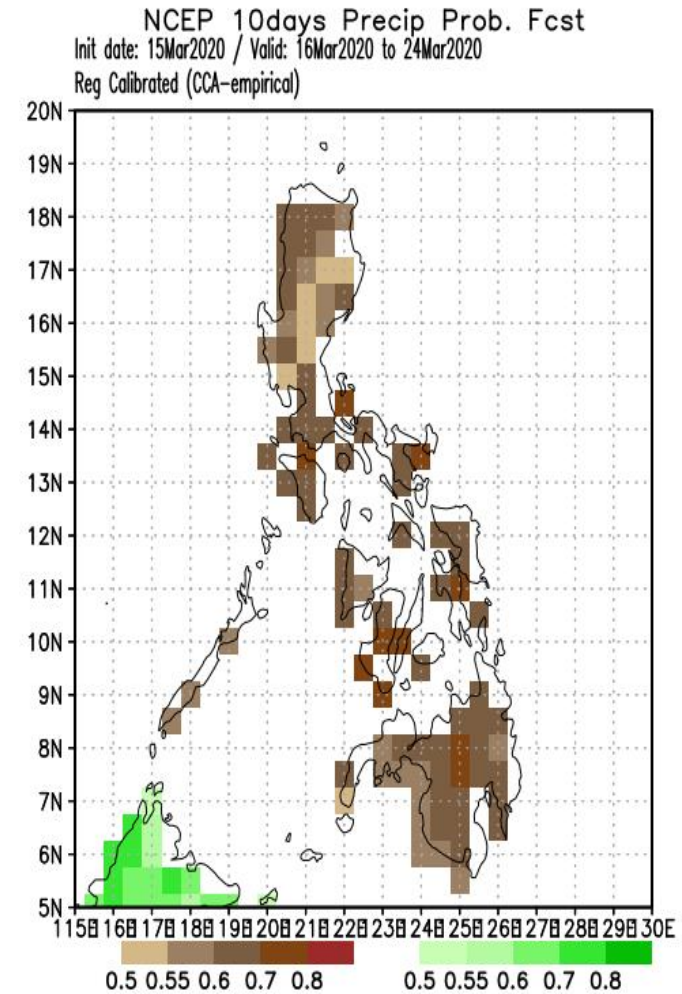 NCEP 10days Precip Prob. Fcst
Init date: 15Mar2020 / Valid: 16Mar2020 to 24Mar2020
Reg Calibrated (CCA-empirical)
20N
19N
18N
17N
16N
15N
14N
13N
12N
11N
10N
9N
8N
7N
6N
5N
115E 116E 117E 118E 119E 120E 121E 122E 123E 124E 125E 126E 127E 128E 129E 130E
0.5 0.55 0.6 0.7 0.8 0.5 0.55 0.6 0.7 0.8